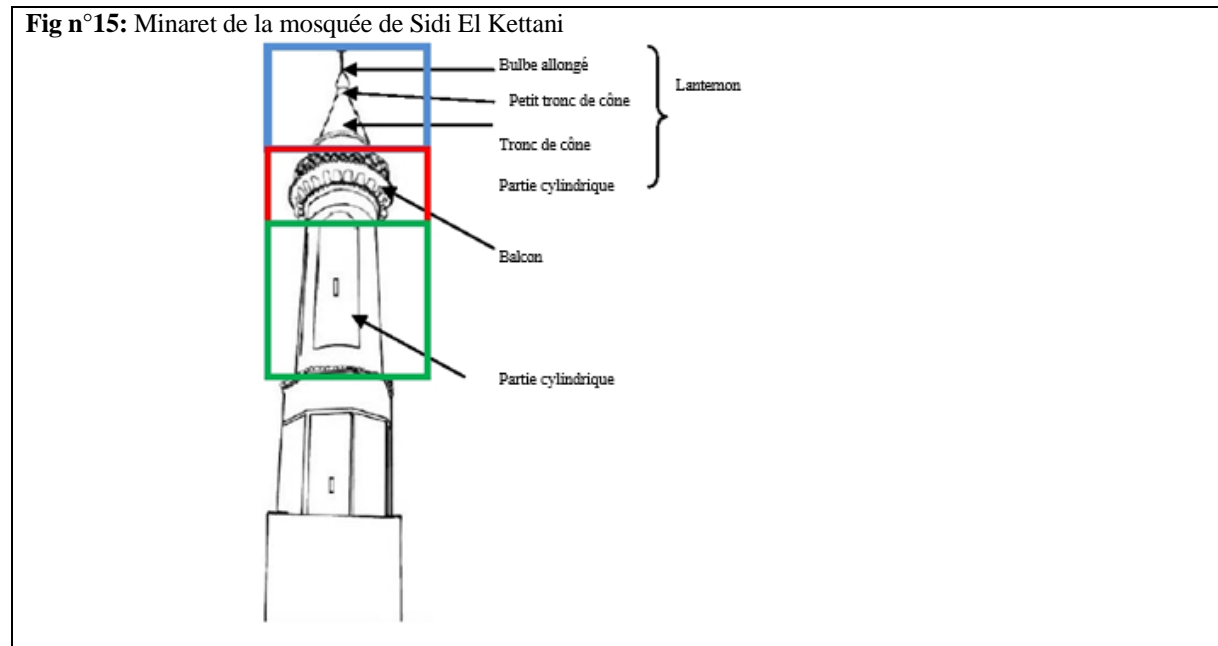 Fig n°15: Minaret de la mosquée de Sidi El Kettani
Bulbe allongé
Lanternon
Petit tronc de cône
Tronc de cône
Partie cylindrique
Balcon
Partie cylindrique